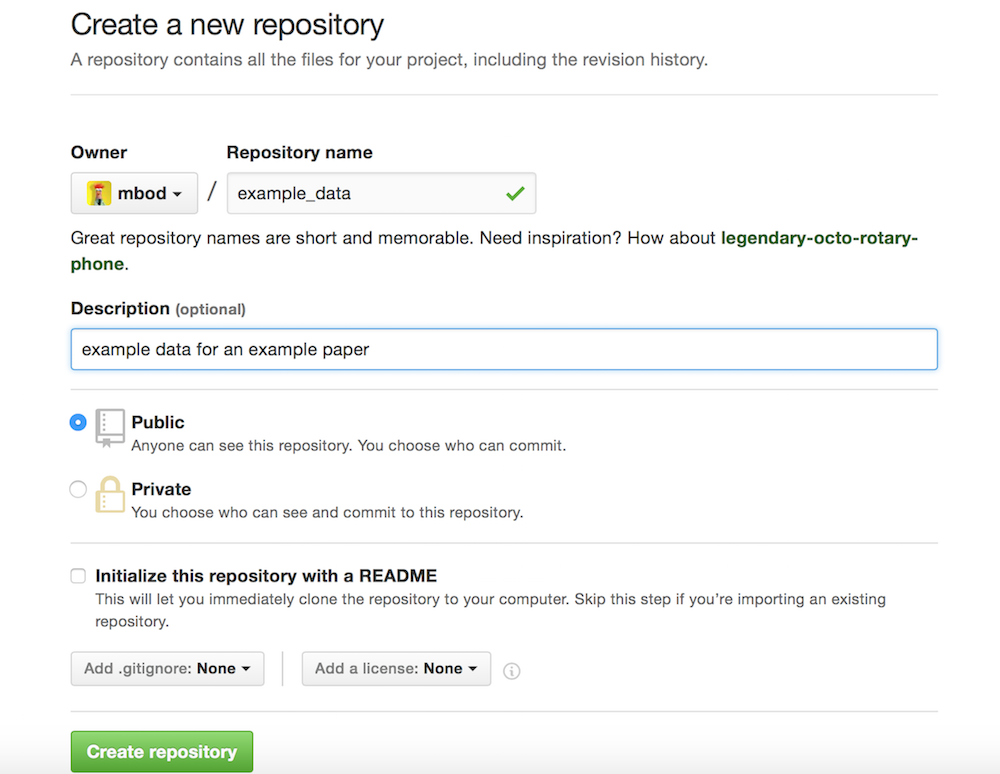 Create a new repository
A repository contains all the files for your project, including the revision history.
Owner
Repository name
mbod / example_data
Great repository names are short and memorable. Need inspiration? How about legendary-octo-rotary-
phone.
Description (optional)
example data for an example paper
Public
Anyone can see this repository. You choose who can commit.
Private
You choose who can see and commit to this repository.
Initialize this repository with a README
This will let you immediately clone the repository to your computer. Skip this step if you’re importing an existing
repository.
Add .gitignore: None
Add a license: None
Create repository